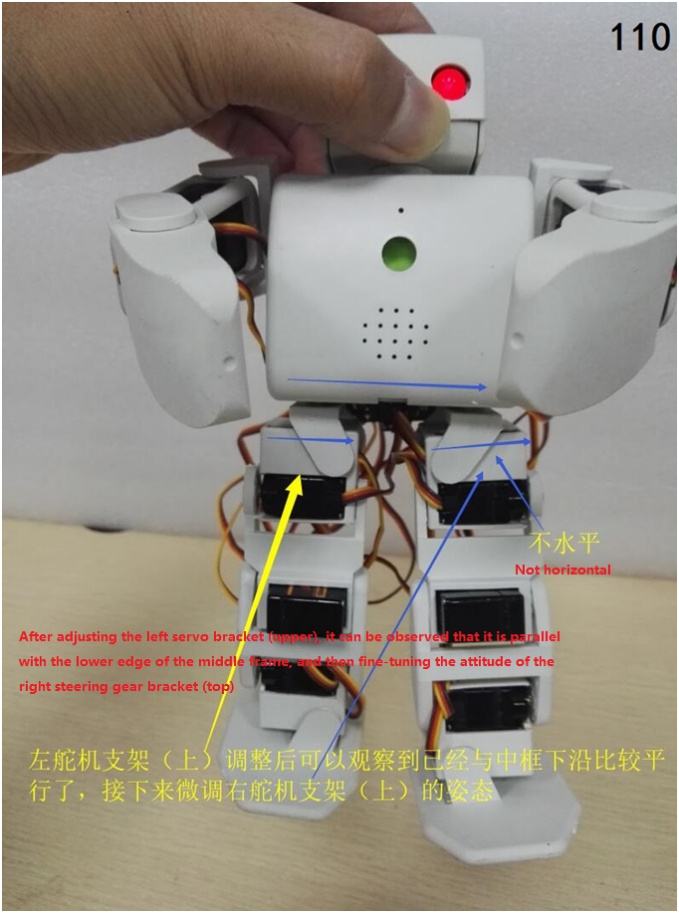 110
不水平
Not horizontal
After adjusting the left servo bracket (upper), it can be observed that it is parallel
with the lower edge of the middle frame, and then fine-tuning the attitude of the
right steering gear bracket (top)
左舵机支架（上）调整后可以观察到已经与中框下沿比较平
行了，接下来微调右舵机支架（上）的姿态